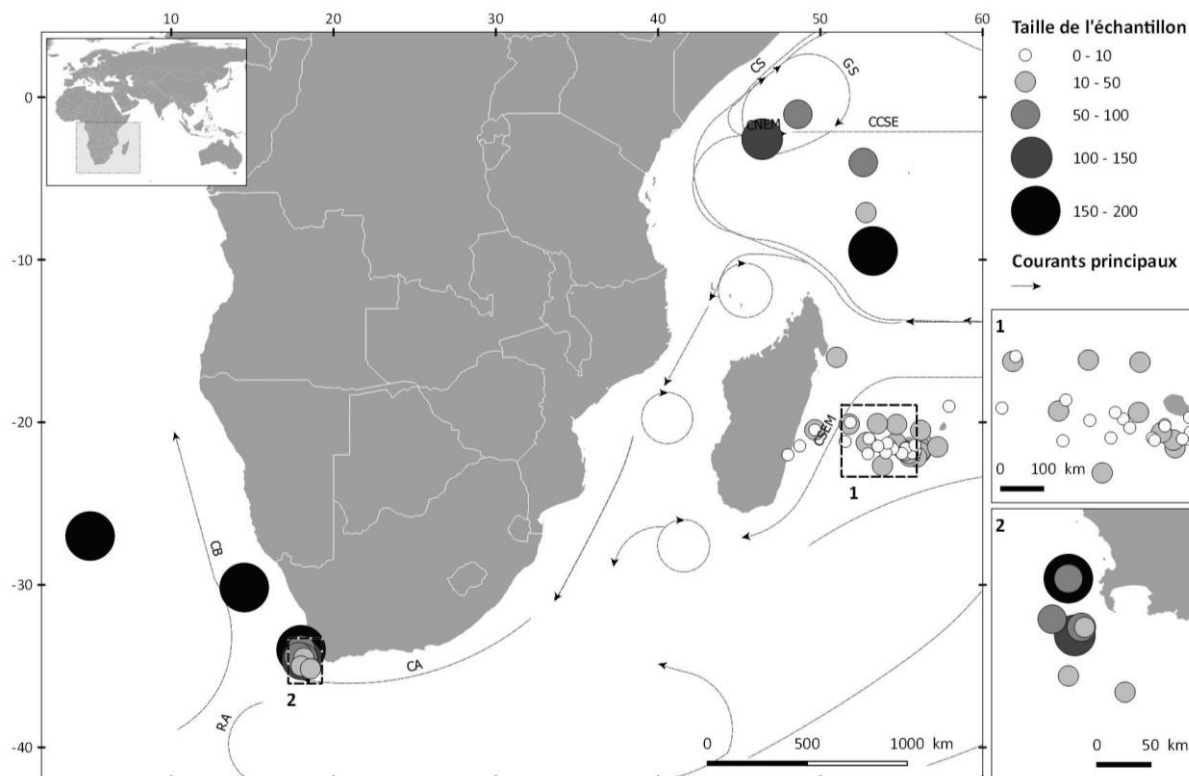 10 20 30 40 50 60
Taille de l'échantillon
0 - 10
10 - 50
50 - 100
100 - 150
150 - 200
Courants principaux
0
-10
-20
-30
-40
CS
GS
CNEM
CCSE
CSEM
1
CB
CA
2
RA
0 500 1000 km
1
0 100 km
2
0 50 km